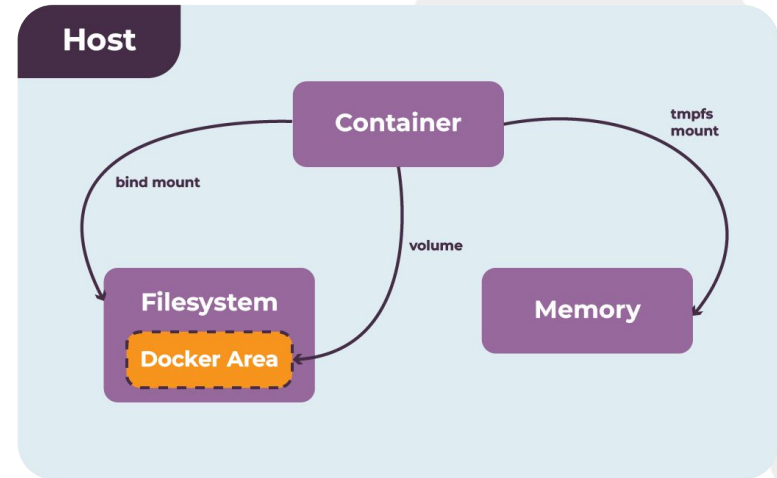 Host
Container
tmpfs
mount
bind mount
volume
Filesystem
Memory
Docker Area